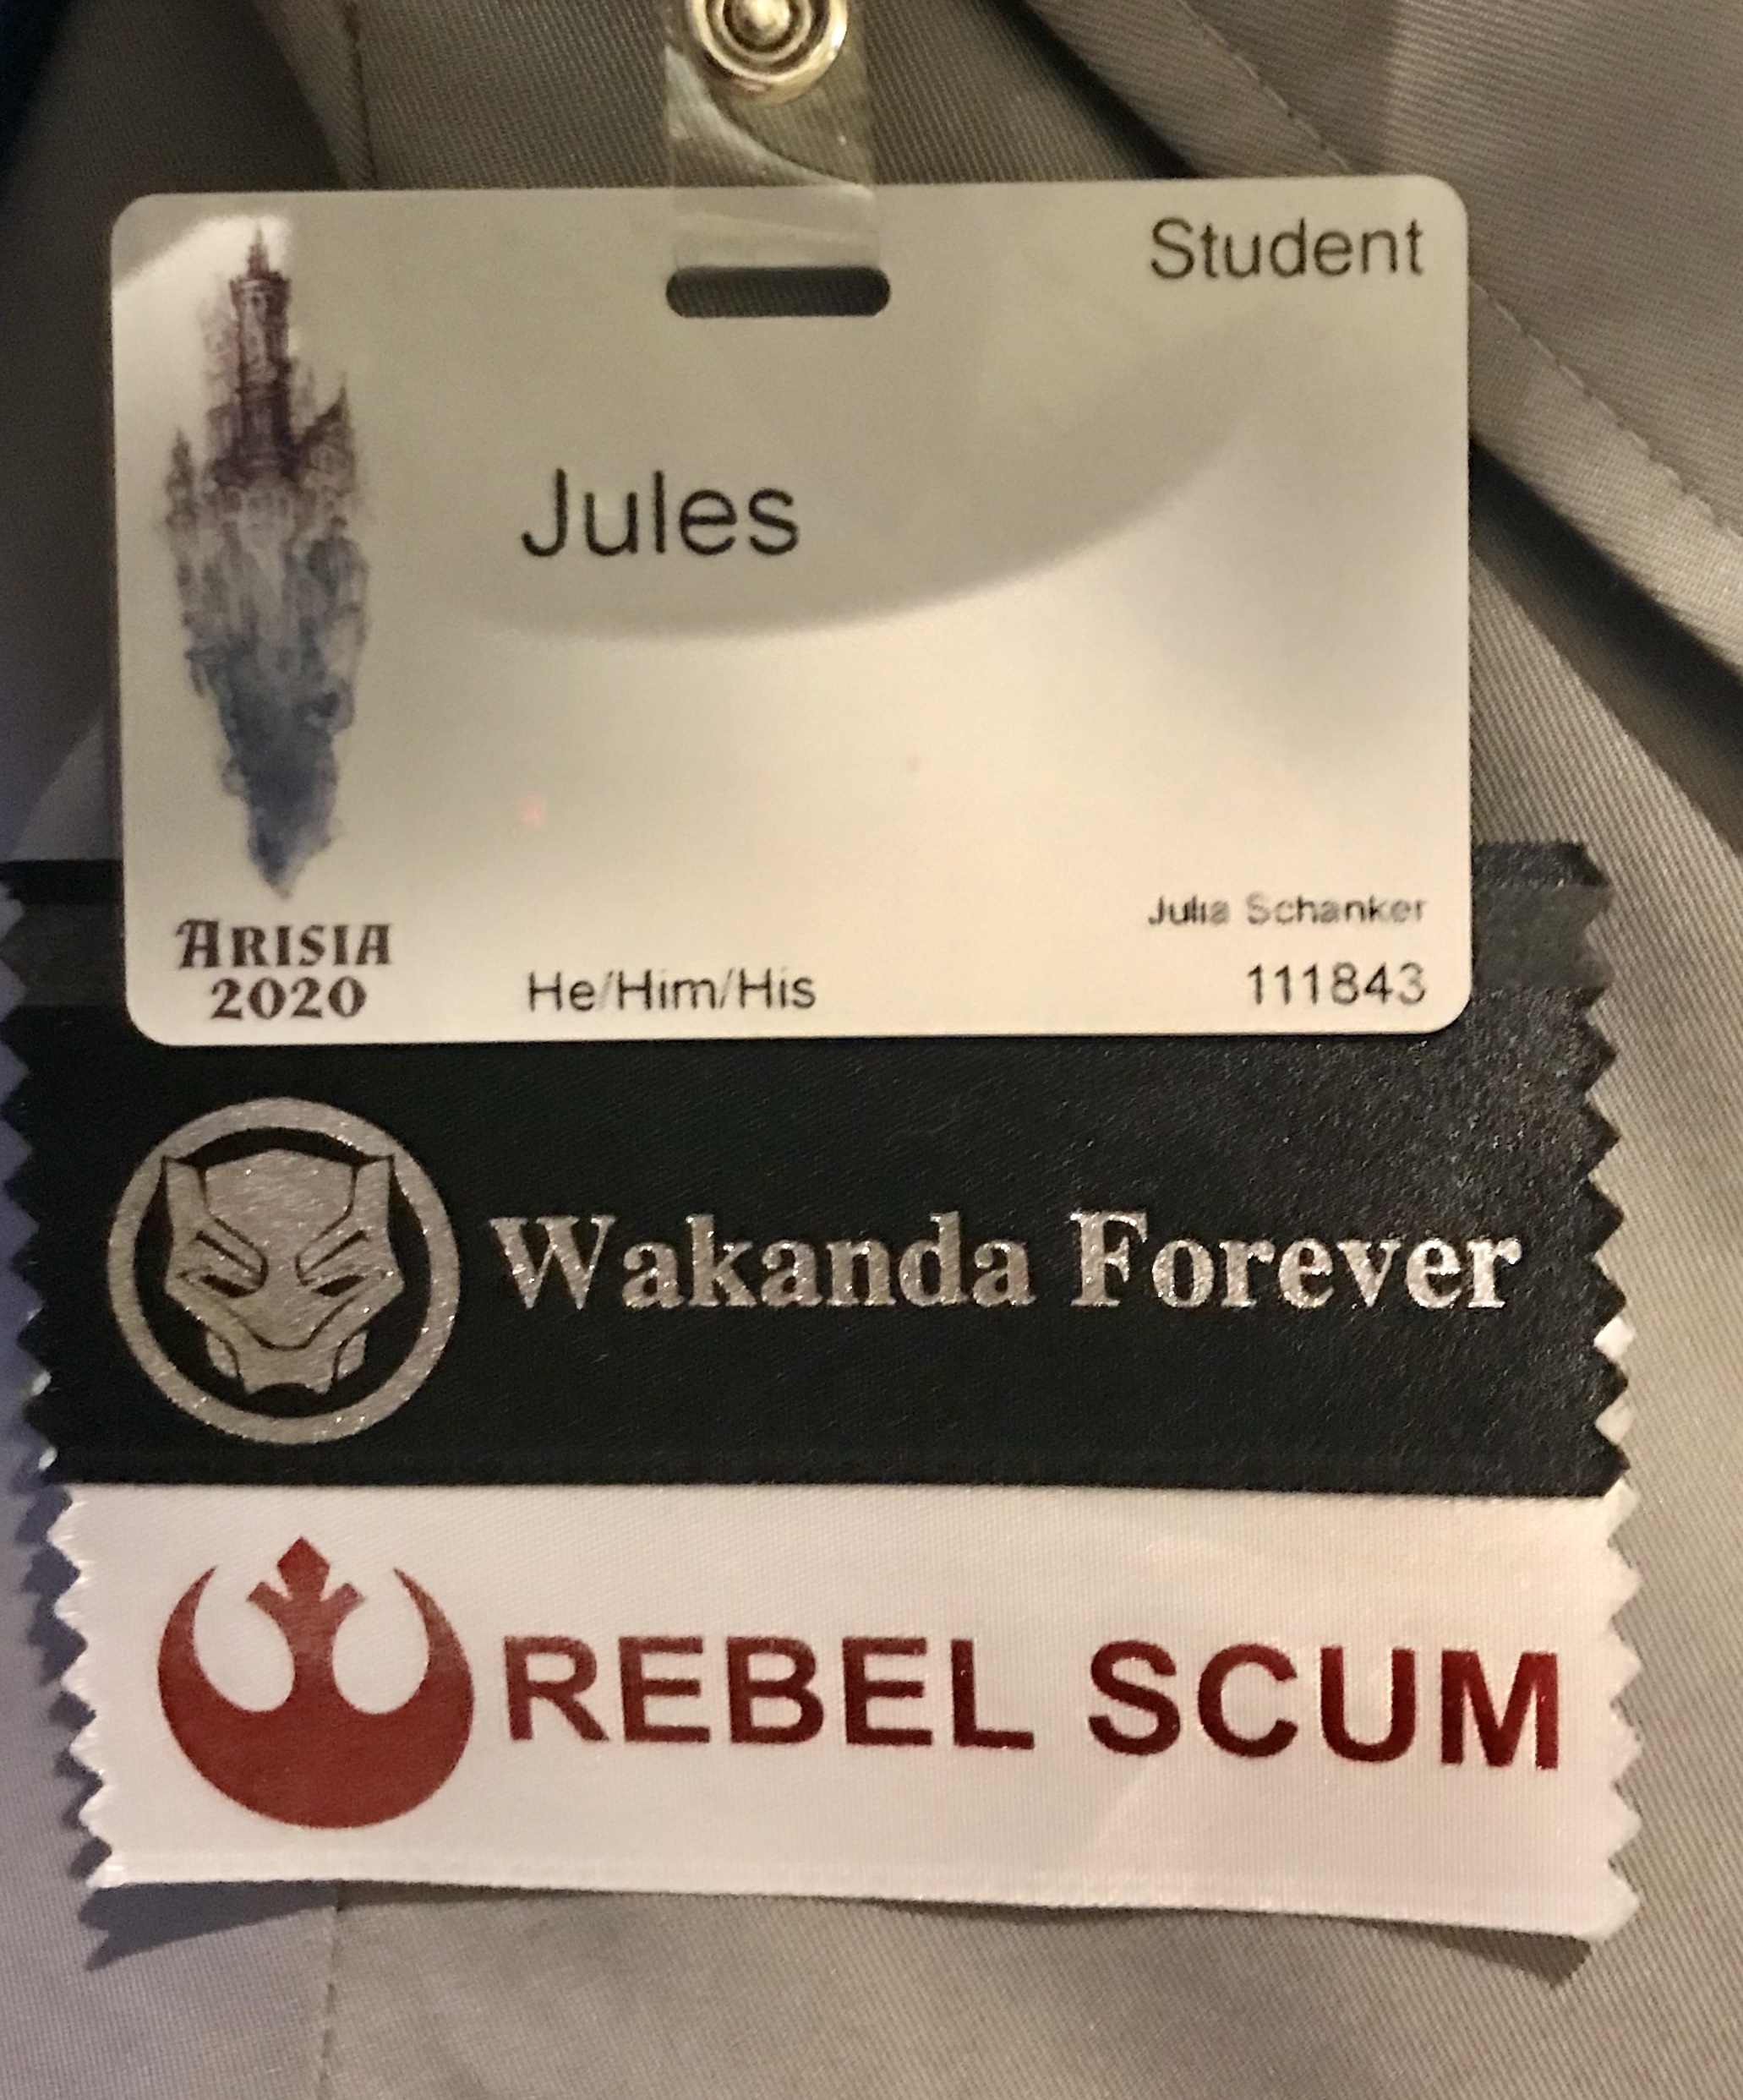 Student
Jules
Julia Schanker
ARISIA
2020
He/Him/His
111843
Wakanda Forever
REBEL SCUM